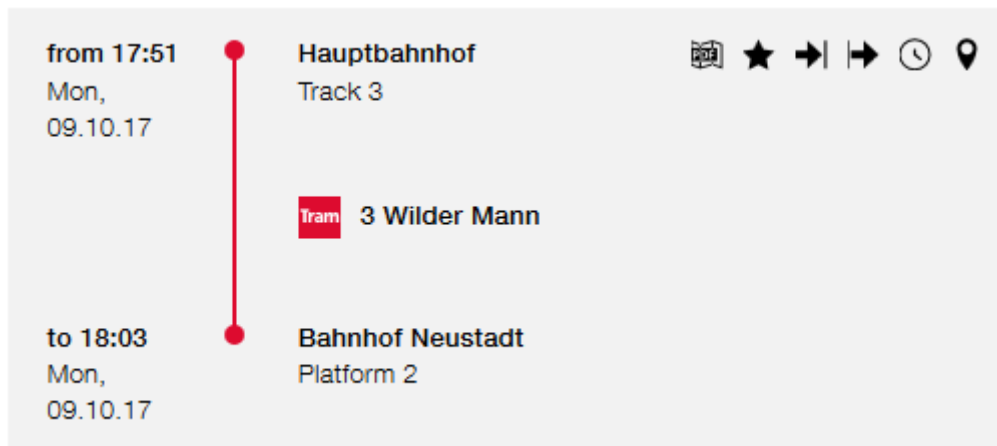 from 17:51 Hauptbahnhof PDF
Mon, Track 3
09.10.17
Tram 3 Wilder Mann
to 18:03 Bahnhof Neustadt
Mon, Platform 2
09.10.17